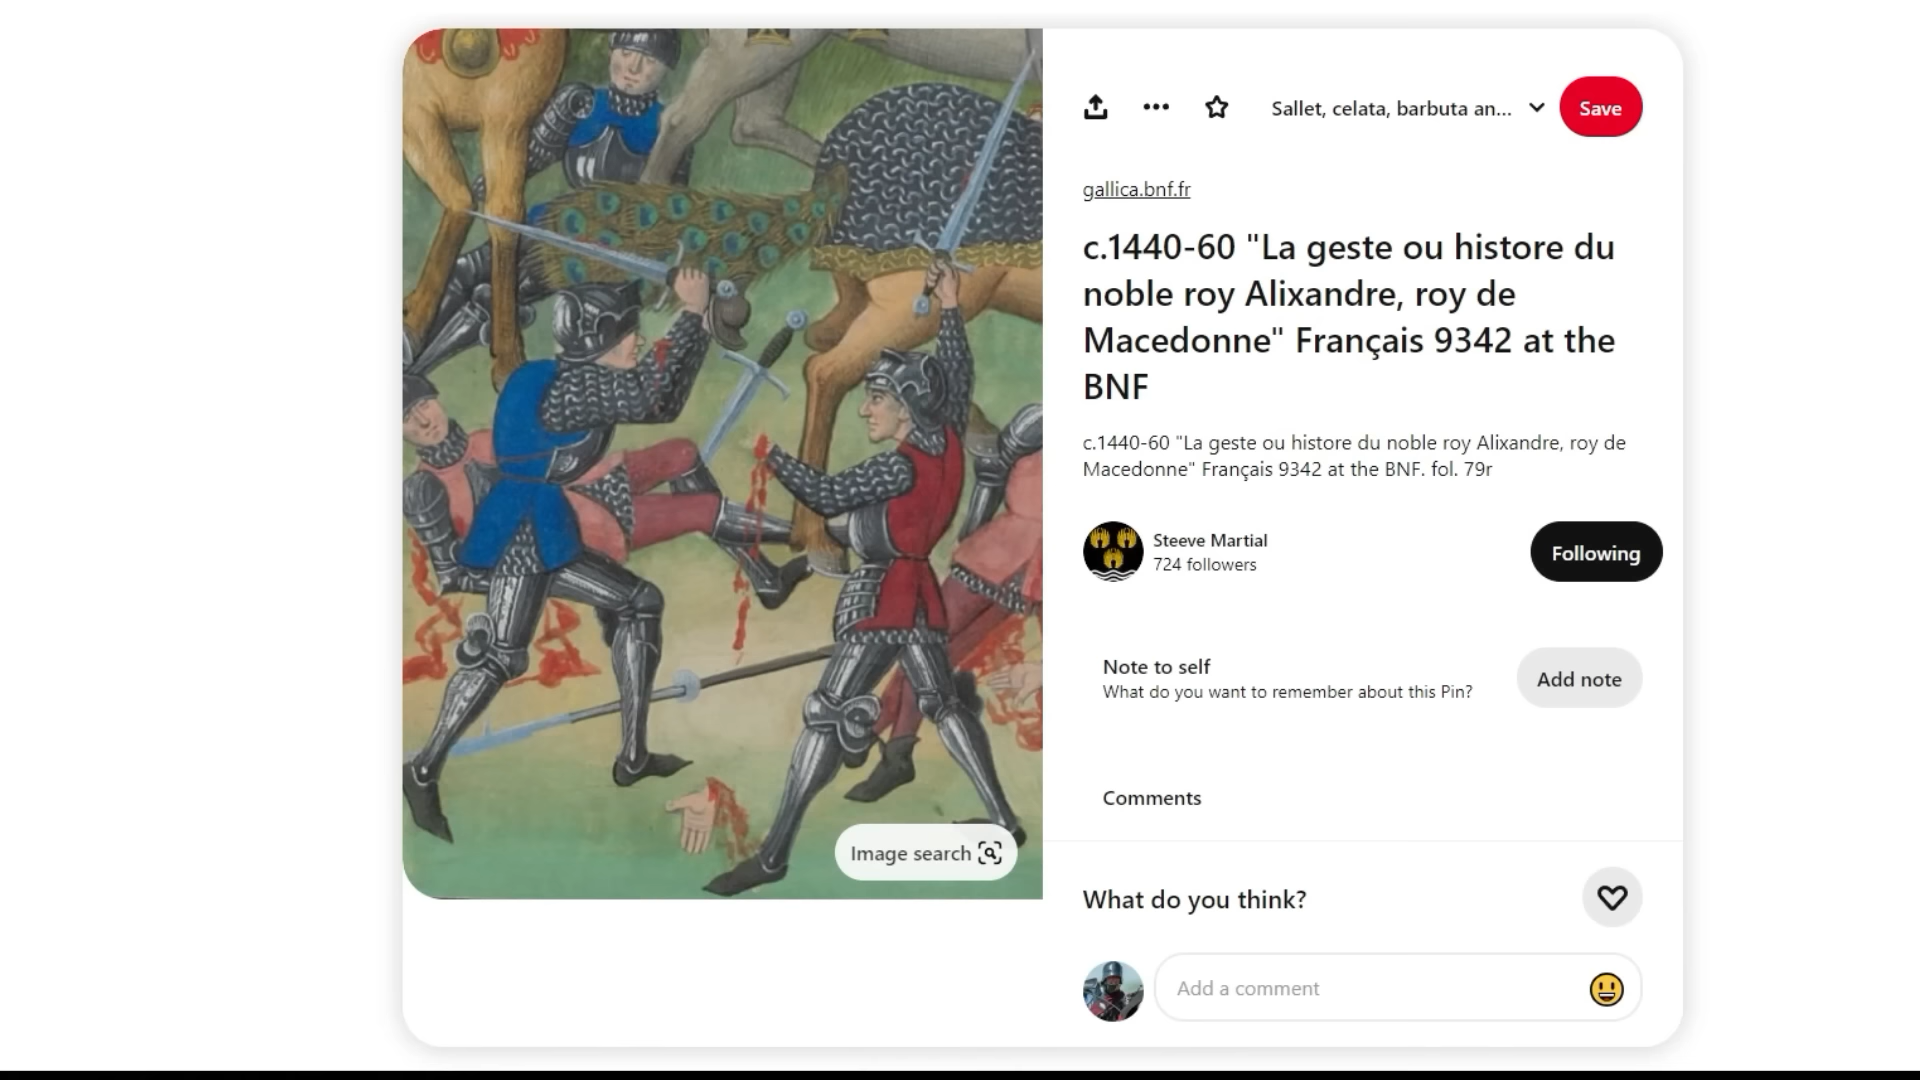 Sallet, celata, barbuta an...
Save
gallica.bnf.fr
c.1440-60 "La geste ou histore du
noble roy Alixandre, roy de
Macedonne" Français 9342 at the
BNF
c.1440-60 "La geste ou histore du noble roy Alixandre, roy de
Macedonne" Français 9342 at the BNF. fol. 79r
Steeve Martial
724 followers
Following
Note to self
What do you want to remember about this Pin?
Add note
Comments
Image search
What do you think?
Add a comment